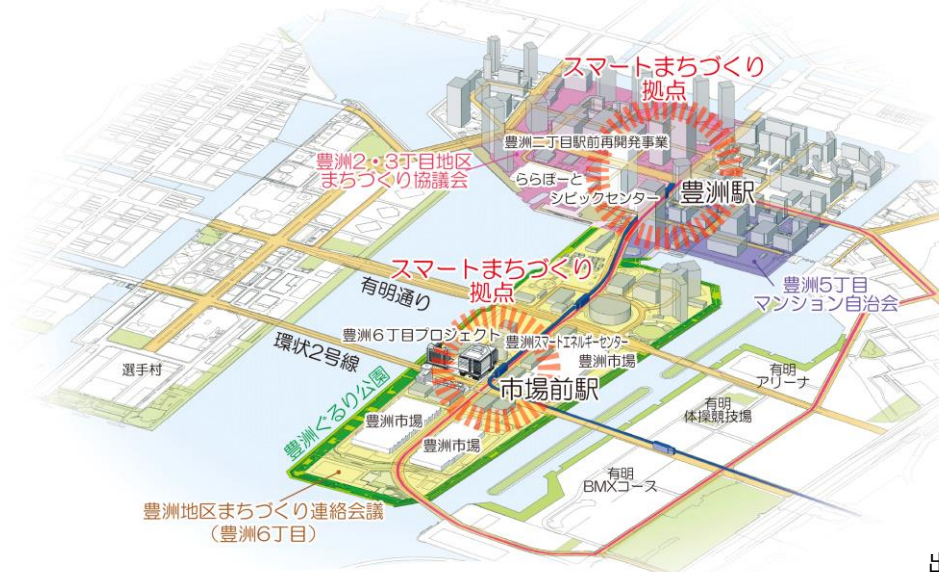 スマートまちづくり
拠点
豊洲二丁目駅前再開発事業
豊洲2・3丁目地区
まちづくり協議会
ららぽーと
シビックセンター
豊洲駅
スマートまちづくり
拠点
有明通り
豊洲5丁目
マンション自治会
豊洲6丁目プロジェクト
豊洲スマートエネルギーセンター
環状2号線
豊洲市場
選手村
市場前駅
有明
アリーナ
有明
体操競技場
豊洲ぐるり公園
豊洲市場
豊洲市場
有明
BMXコース
豊洲地区まちづくり連絡会議
(豊洲6丁目)